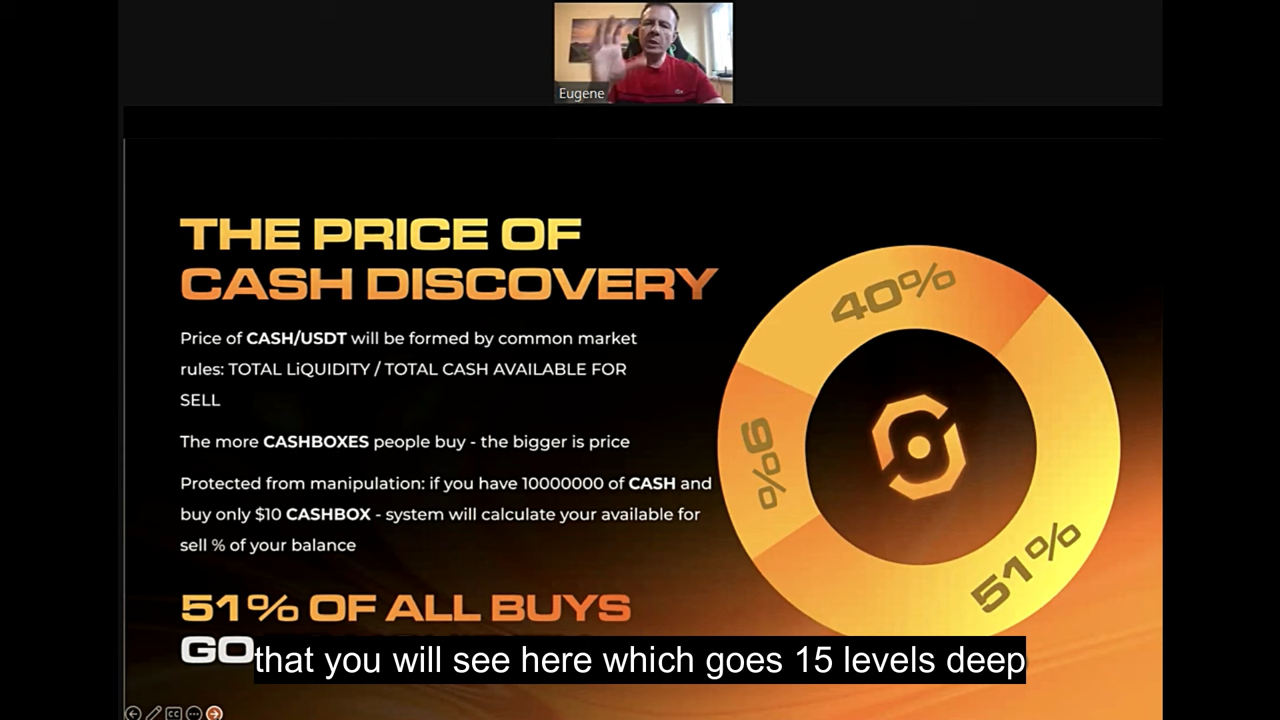 Eugene
THE PRICE OF
CASH DISCOVERY
Price of CASH/USDT will be formed by common market
rules: TOTAL LiQUIDITY / TOTAL CASH AVAILABLE FOR
SELL
The more CASHBOXES people buy - the bigger is price
Protected from manipulation: if you have 10000000 of CASH and
buy only $10 CASHBOX - system will calculate your available for
sell % of your balance
51% OF ALL BUYS
GO
40%
9%
51%
that you will see here which goes 15 levels deep
CC